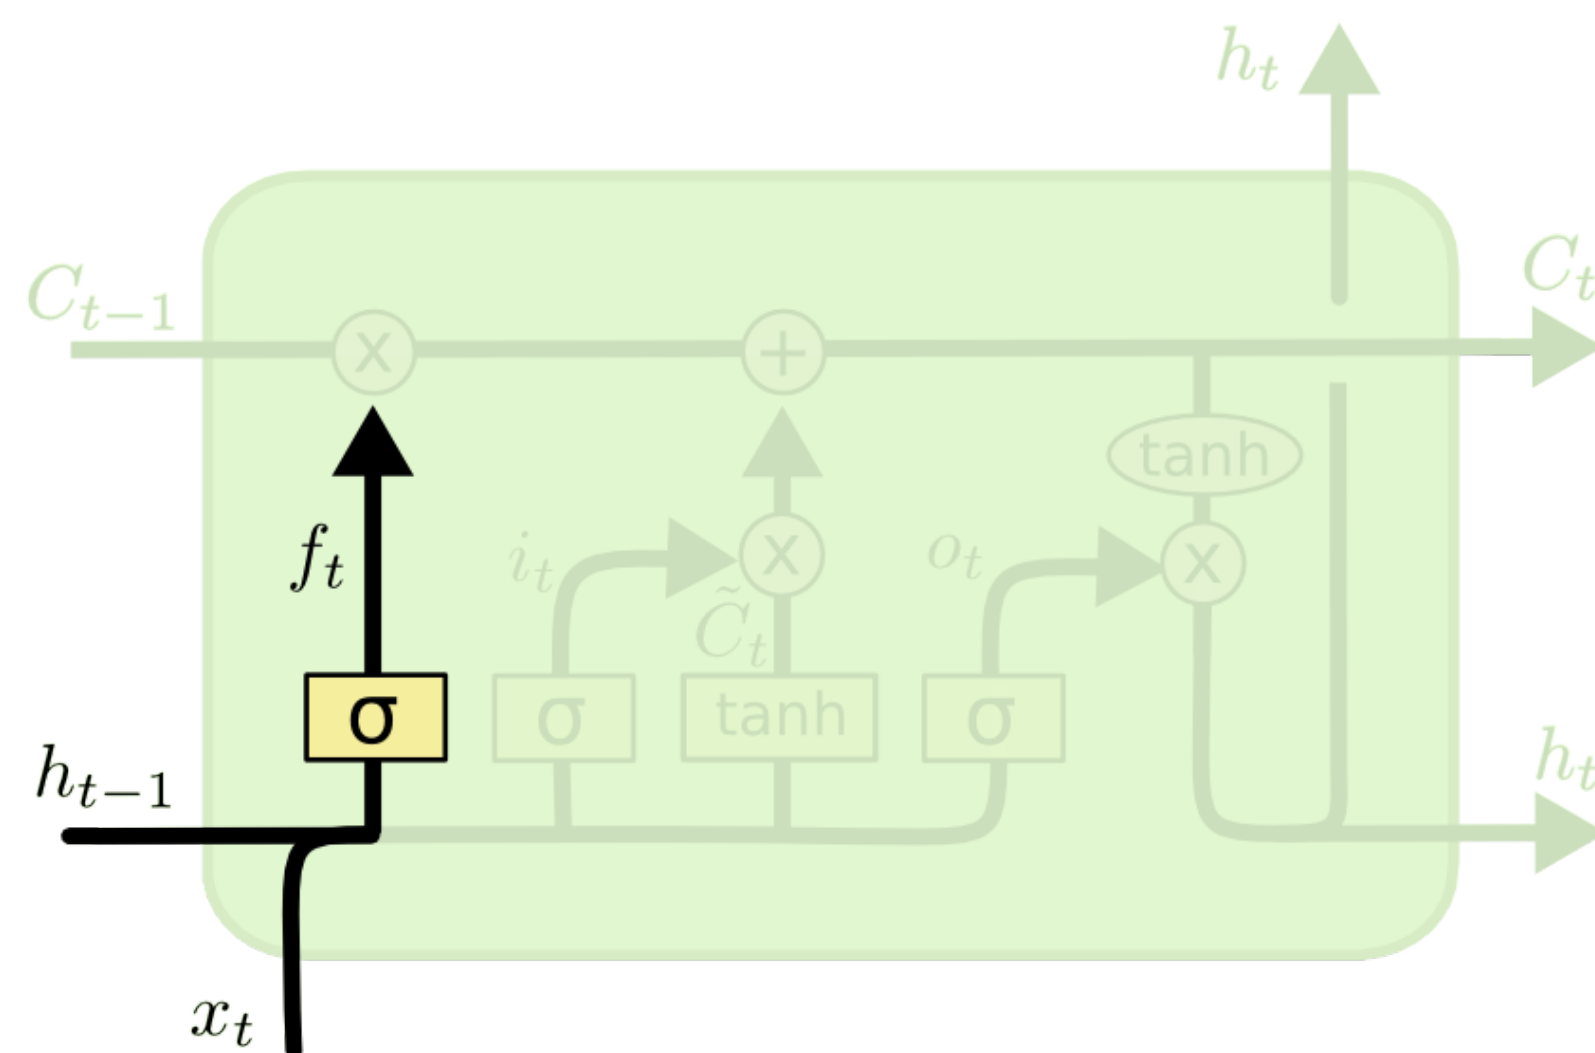 h_t
C_{t-1}
C_t
x
+
tanh
f_t
i_t
x
o_t
x
C̃_t
σ
σ
tanh
σ
h_{t-1}
h_t
x_t